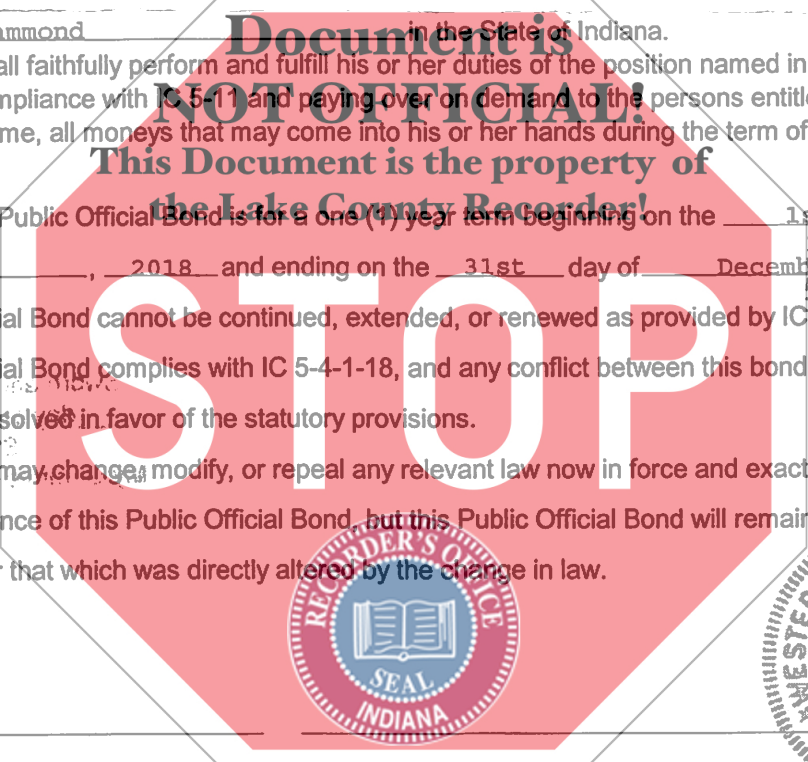 ammond in the State of Indiana.
Document is
all faithfully perform and fulfill his or her duties of the position named in
mpliance with IC 5-11 and paying over on demand to the persons entitle
NOT OFFICIAL!
me, all moneys that may come into his or her hands during the term of
This Document is the property of
the Lake County Recorder!
Public Official Bond is for a one (1) year term beginning on the 1s
, 2018 and ending on the 31st day of Decemb
STOP
ial Bond cannot be continued, extended, or renewed as provided by IC
ial Bond complies with IC 5-4-1-18, and any conflict between this bond
solved in favor of the statutory provisions.
may change, modify, or repeal any relevant law now in force and exact
nce of this Public Official Bond, but this Public Official Bond will remain
r that which was directly altered by the change in law.
RECORDER'S OFFICE
SEAL
INDIANA